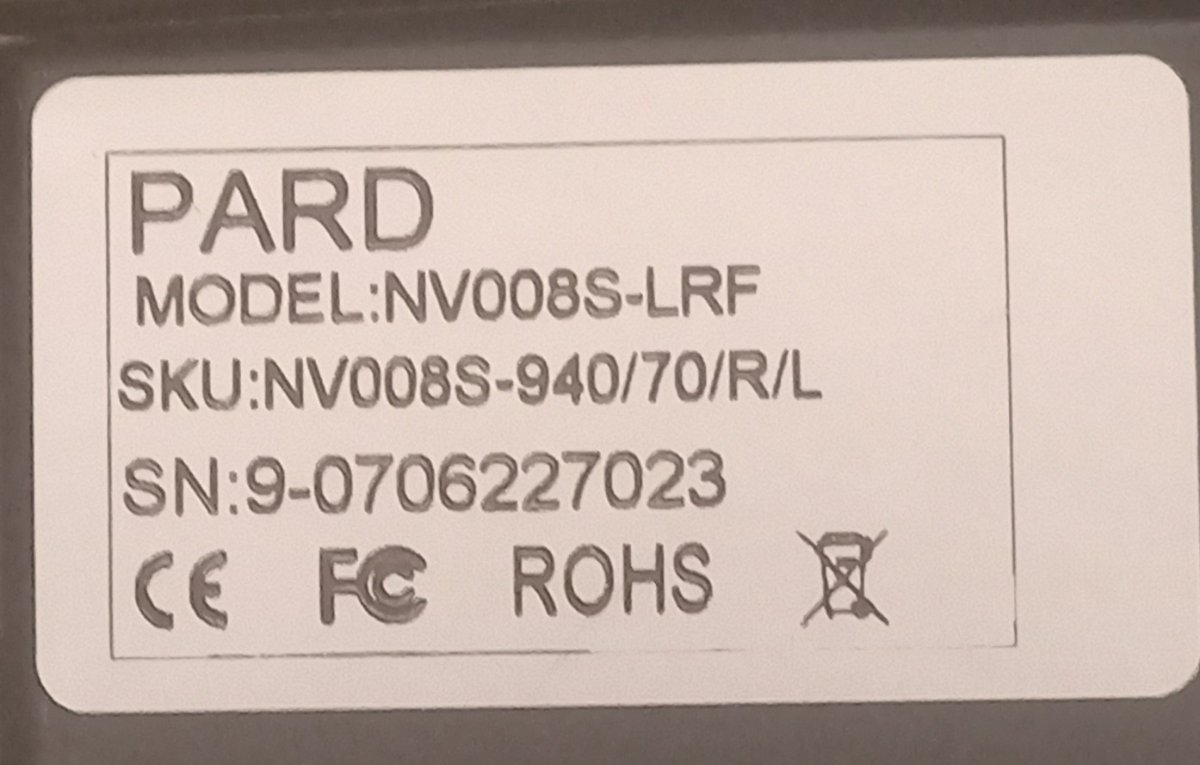 PARD
MODEL:NV008S-LRF
SKU:NV008S-940/70/R/L
SN:9-0706227023
CE FC ROHS